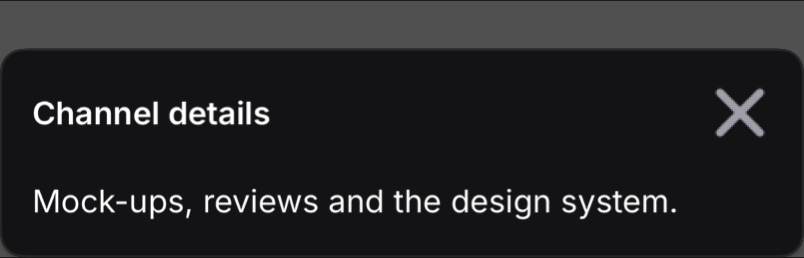 Channel details
Mock-ups, reviews and the design system.